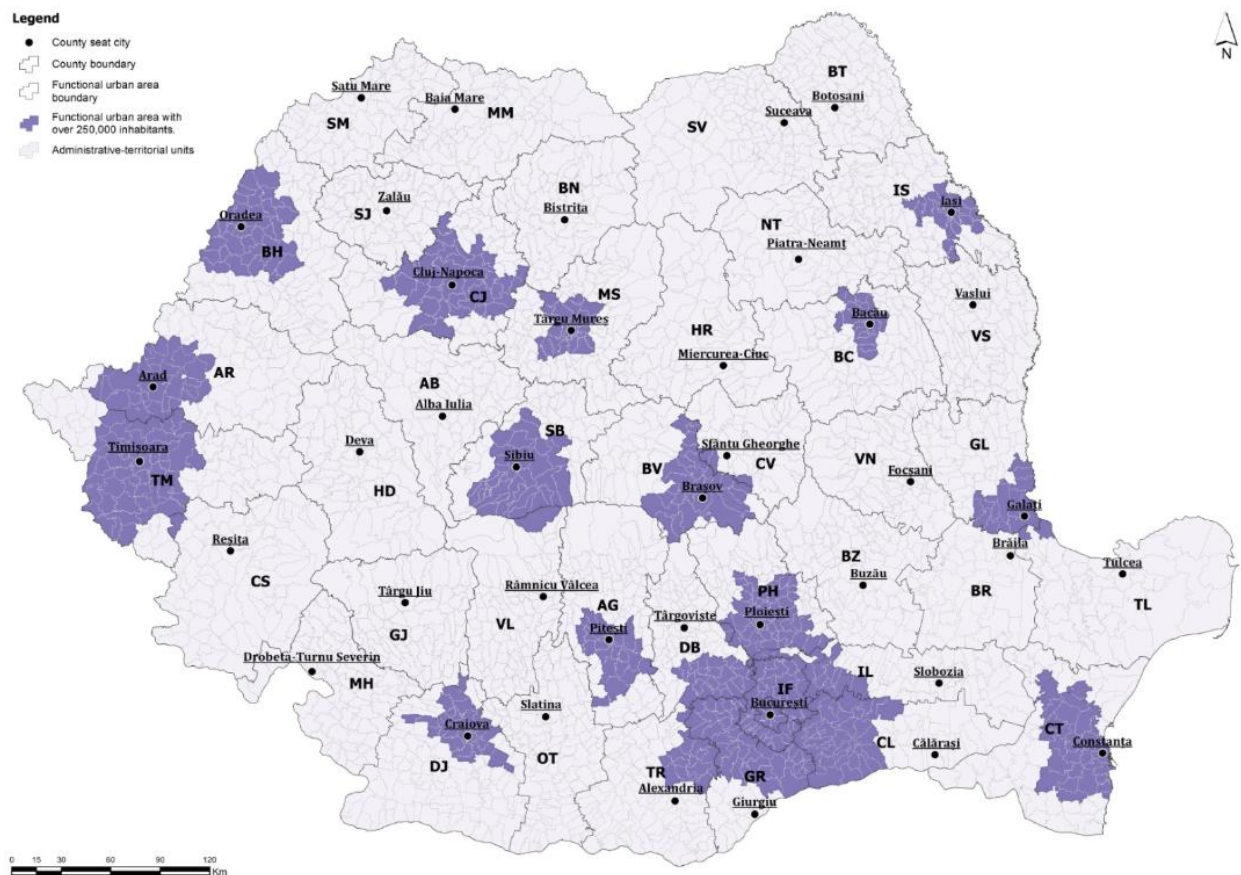 Legend
County seat city
County boundary
Functional urban area
boundary
Functional urban area with
over 250,000 inhabitants.
Administrative-territorial units
N
BT
Botoșani
Satu Mare
Baia Mare
MM
SM
SV
Suceava
BN
Bistrița
Zalău
SJ
IS
Iași
Oradea
BH
NT
Piatra-Neamț
Cluj-Napoca
CJ
MS
Târgu Mureș
Vaslui
VS
Bacău
BC
HR
Miercurea-Ciuc
Arad
AR
AB
Alba Iulia
Deva
HD
SB
Sibiu
Timișoara
TM
BV
Brașov
Sfântu Gheorghe
CV
VN
Focșani
GL
Galați
Reșița
CS
Brăila
BR
Tulcea
TL
BZ
Buzău
Târgu Jiu
GJ
Râmnicu Vâlcea
VL
AG
Pitești
Târgoviște
DB
PH
Ploiești
Drobeta-Turnu Severin
MH
IF
București
IL
Slobozia
Slatina
OT
Craiova
DJ
CL
Călărași
CT
Constanța
TR
Alexandria
GR
Giurgiu
0 15 30 60 90 120
Km